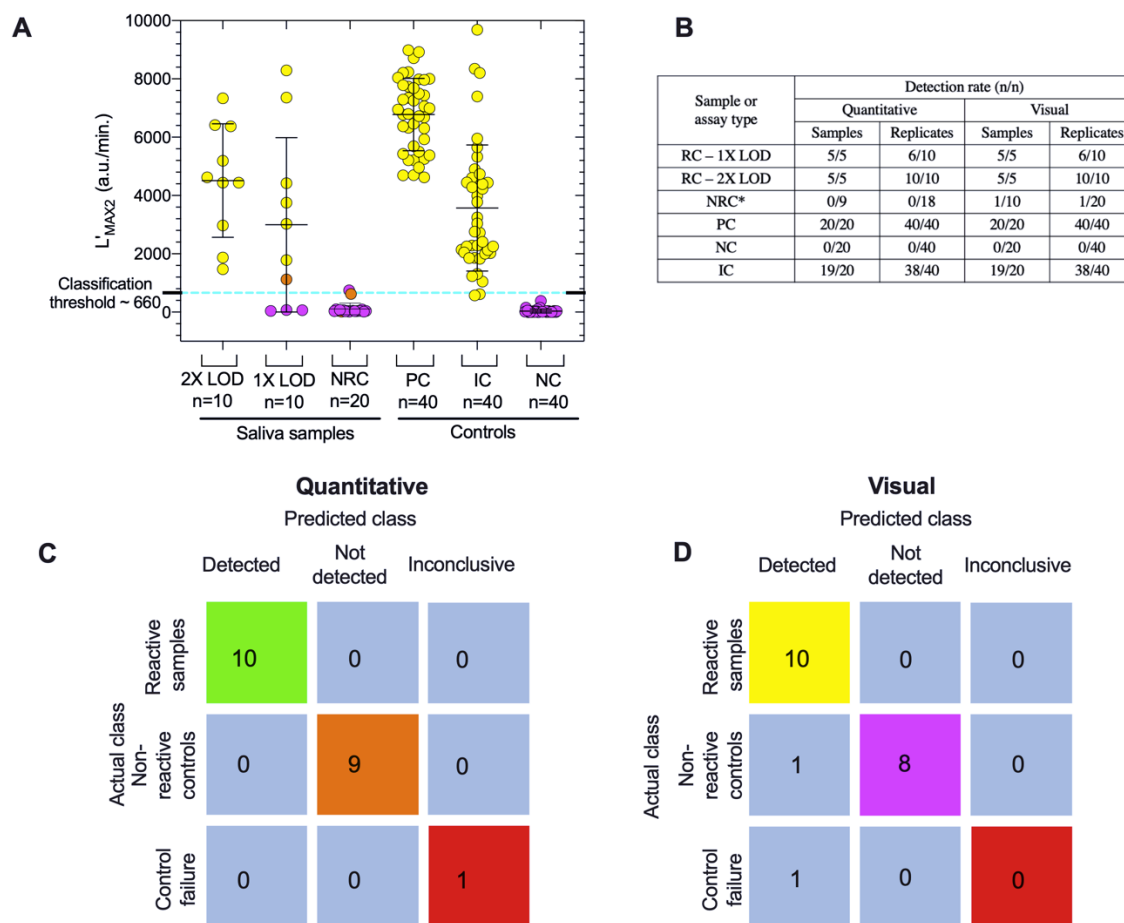 A
10000
8000
6000
4000
2000
0
L'MAX2 (a.u./min.)
Classification
threshold ~ 660
2X LOD
n=10
1X LOD
n=10
NRC
n=20
PC
n=40
IC
n=40
NC
n=40
Saliva samples
Controls
B
Sample or
assay type
Detection rate (n/n)
Quantitative Visual
Samples Replicates Samples Replicates
RC – 1X LOD 5/5 6/10 5/5 6/10
RC – 2X LOD 5/5 10/10 5/5 10/10
NRC* 0/9 0/18 1/10 1/20
PC 20/20 40/40 20/20 40/40
NC 0/20 0/40 0/20 0/40
IC 19/20 38/40 19/20 38/40
Quantitative
Predicted class
C
Detected
Not
detected
Inconclusive
Actual class
Reactive
samples
10 0 0
Non-
reactive
controls
0 9 0
Control
failure
0 0 1
Visual
Predicted class
D
Detected
Not
detected
Inconclusive
Actual class
Reactive
samples
10 0 0
Non-
reactive
controls
1 8 0
Control
failure
1 0 0